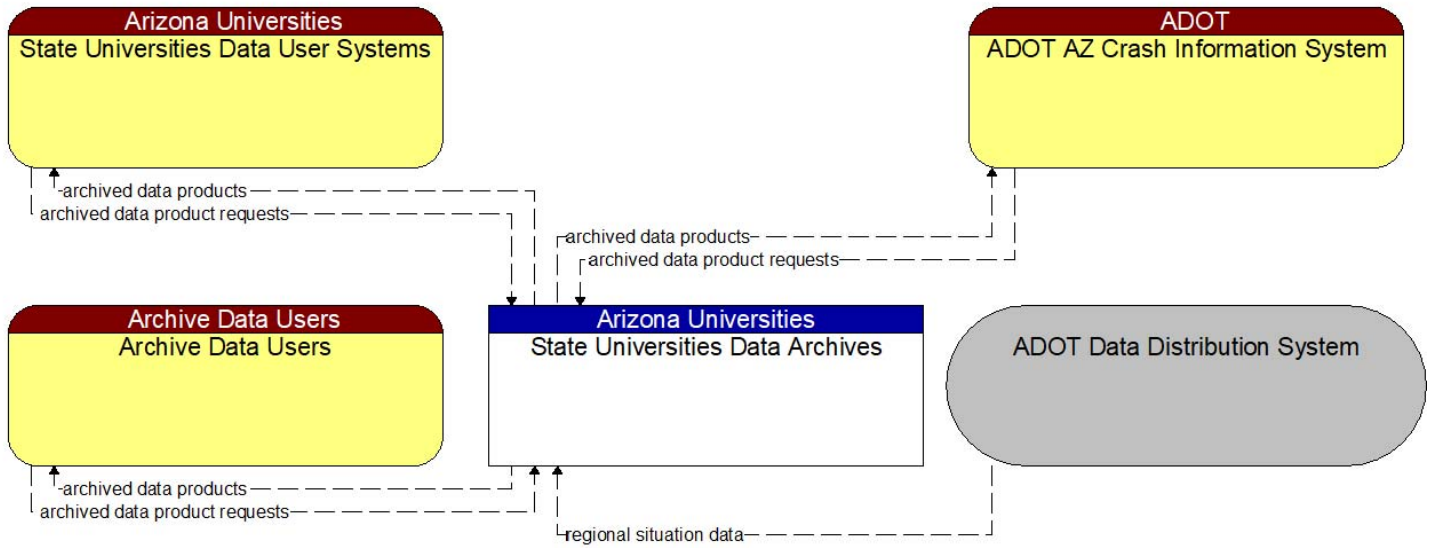 Arizona Universities
State Universities Data User Systems
ADOT
ADOT AZ Crash Information System
archived data products
archived data product requests
archived data products
archived data product requests
Archive Data Users
Archive Data Users
Arizona Universities
State Universities Data Archives
ADOT Data Distribution System
archived data products
archived data product requests
regional situation data